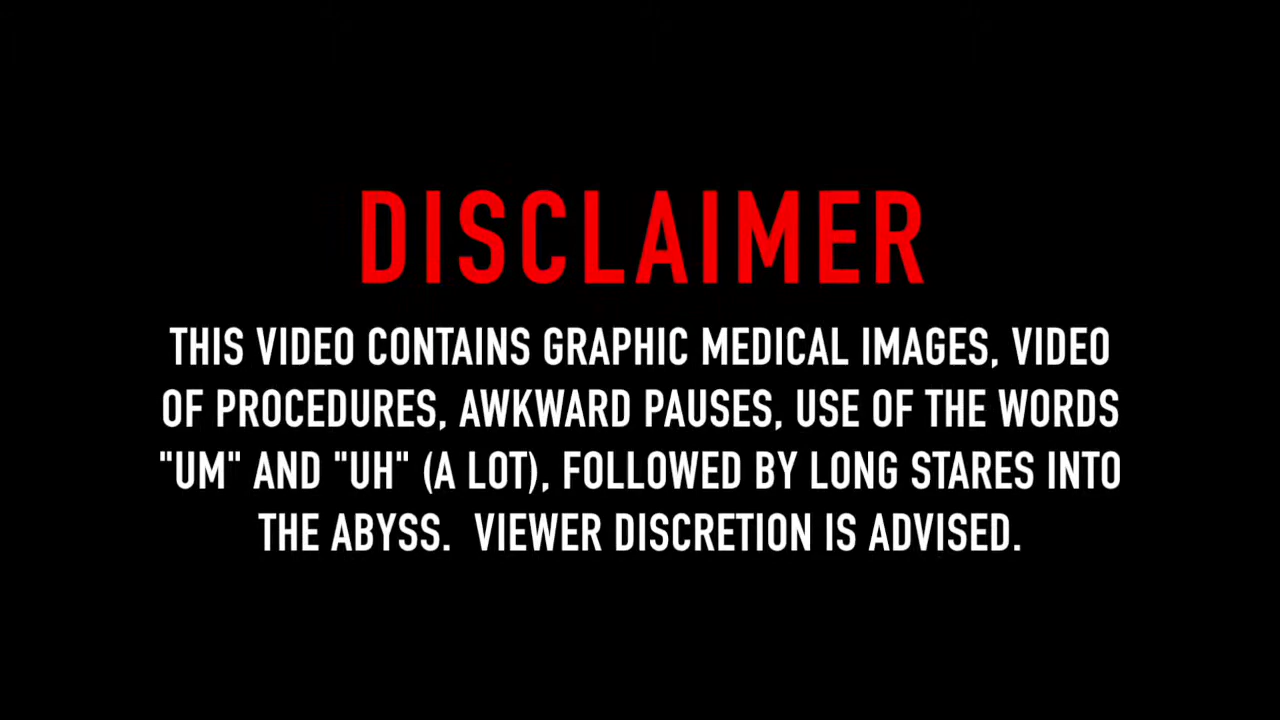 DISCLAIMER
THIS VIDEO CONTAINS GRAPHIC MEDICAL IMAGES, VIDEO
OF PROCEDURES, AWKWARD PAUSES, USE OF THE WORDS
"UM" AND "UH" (A LOT), FOLLOWED BY LONG STARES INTO
THE ABYSS.  VIEWER DISCRETION IS ADVISED.